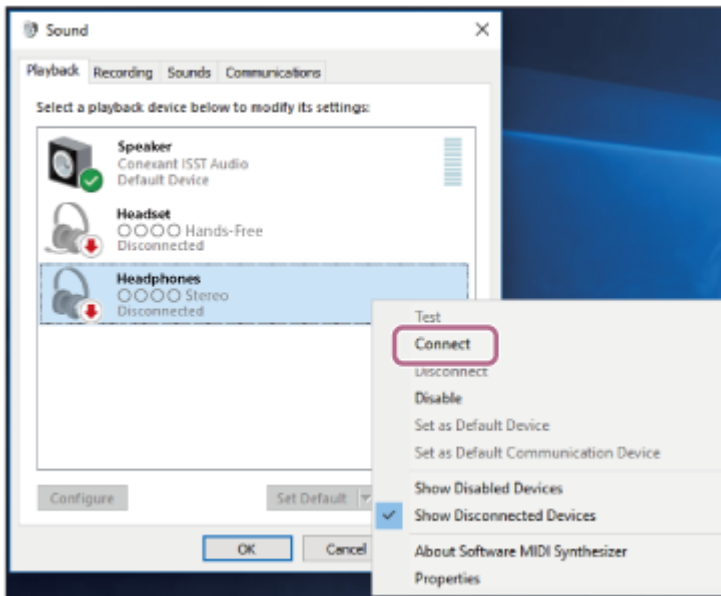 Sound
Playback Recording Sounds Communications
Select a playback device below to modify its settings:
Speaker
Conexant ISST Audio
Default Device
Headset
○○○○ Hands-Free
Disconnected
Headphones
○○○○ Stereo
Disconnected
Configure Set Default
OK Cancel
Test
Connect
Disconnect
Disable
Set as Default Device
Set as Default Communication Device
Show Disabled Devices
Show Disconnected Devices
About Software MIDI Synthesizer
Properties